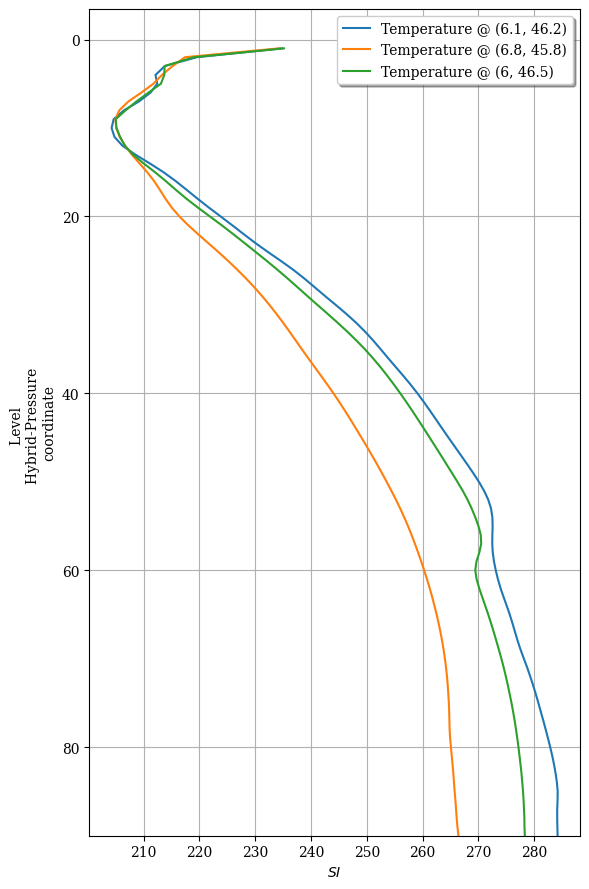 Temperature @ (6.1, 46.2)
Temperature @ (6.8, 45.8)
Temperature @ (6, 46.5)
0
20
40
60
80
Level
Hybrid-Pressure
coordinate
210 220 230 240 250 260 270 280
SI